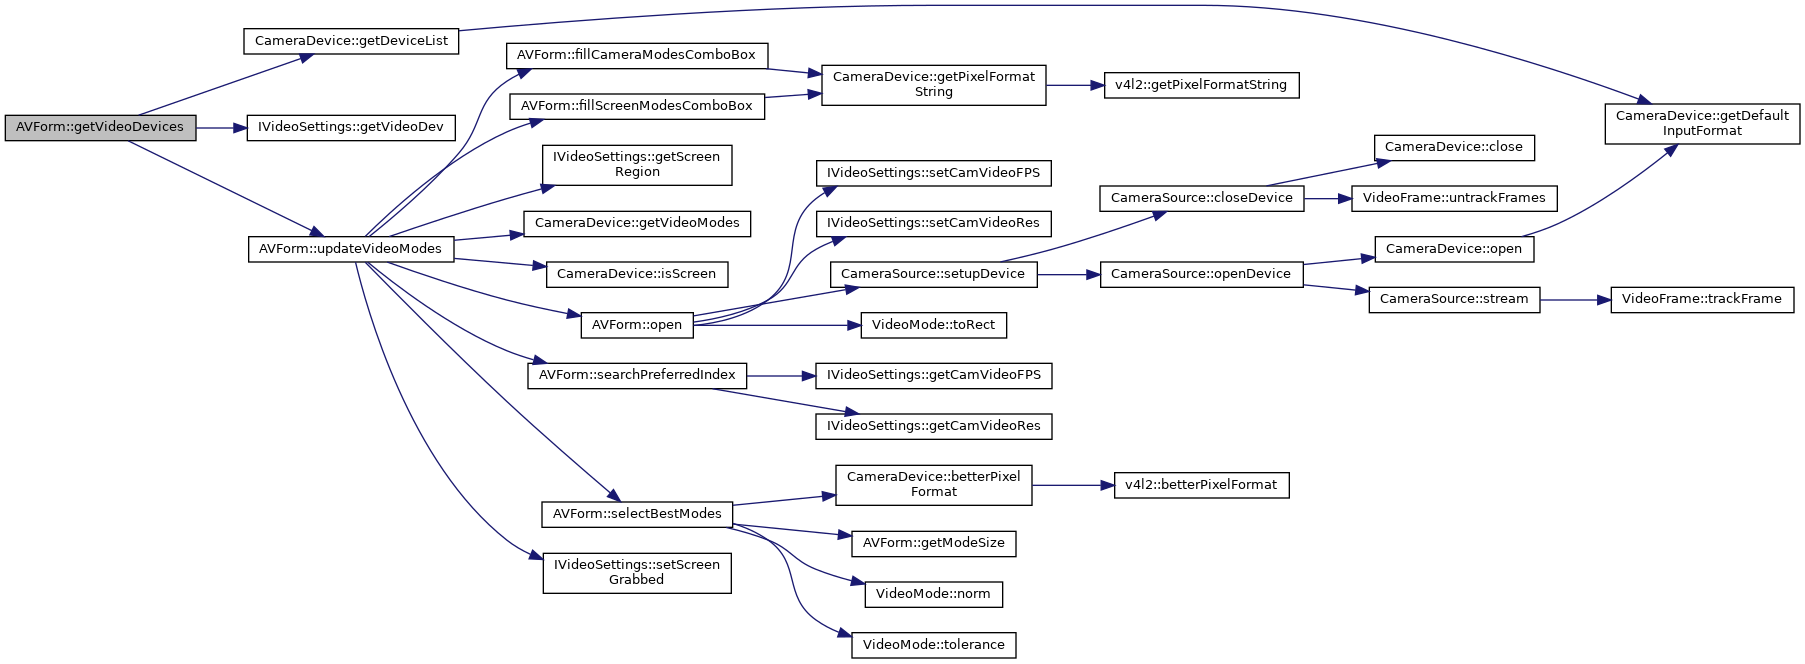 AVForm::getVideoDevices
CameraDevice::getDeviceList
IVideoSettings::getVideoDev
AVForm::updateVideoModes
AVForm::fillCameraModesComboBox
AVForm::fillScreenModesComboBox
IVideoSettings::getScreen
Region
CameraDevice::getVideoModes
CameraDevice::isScreen
AVForm::open
AVForm::searchPreferredIndex
AVForm::selectBestModes
IVideoSettings::setScreen
Grabbed
CameraDevice::getPixelFormat
String
IVideoSettings::setCamVideoFPS
IVideoSettings::setCamVideoRes
CameraSource::setupDevice
VideoMode::toRect
IVideoSettings::getCamVideoFPS
IVideoSettings::getCamVideoRes
CameraDevice::betterPixel
Format
AVForm::getModeSize
VideoMode::norm
VideoMode::tolerance
v4l2::getPixelFormatString
CameraSource::closeDevice
CameraSource::openDevice
v4l2::betterPixelFormat
CameraDevice::close
VideoFrame::untrackFrames
CameraDevice::open
CameraSource::stream
CameraDevice::getDefault
InputFormat
VideoFrame::trackFrame